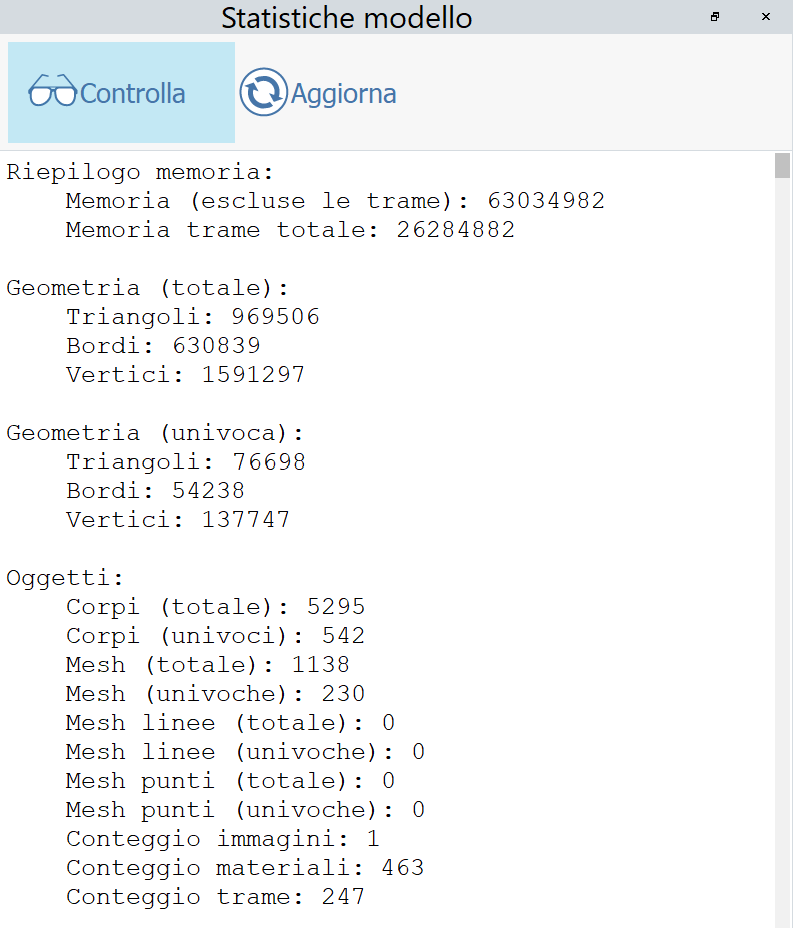 Statistiche modello
Controlla Aggiorna
Riepilogo memoria:
Memoria (escluse le trame): 63034982
Memoria trame totale: 26284882
Geometria (totale):
Triangoli: 969506
Bordi: 630839
Vertici: 1591297
Geometria (univoca):
Triangoli: 76698
Bordi: 54238
Vertici: 137747
Oggetti:
Corpi (totale): 5295
Corpi (univoci): 542
Mesh (totale): 1138
Mesh (univoche): 230
Mesh linee (totale): 0
Mesh linee (univoche): 0
Mesh punti (totale): 0
Mesh punti (univoche): 0
Conteggio immagini: 1
Conteggio materiali: 463
Conteggio trame: 247